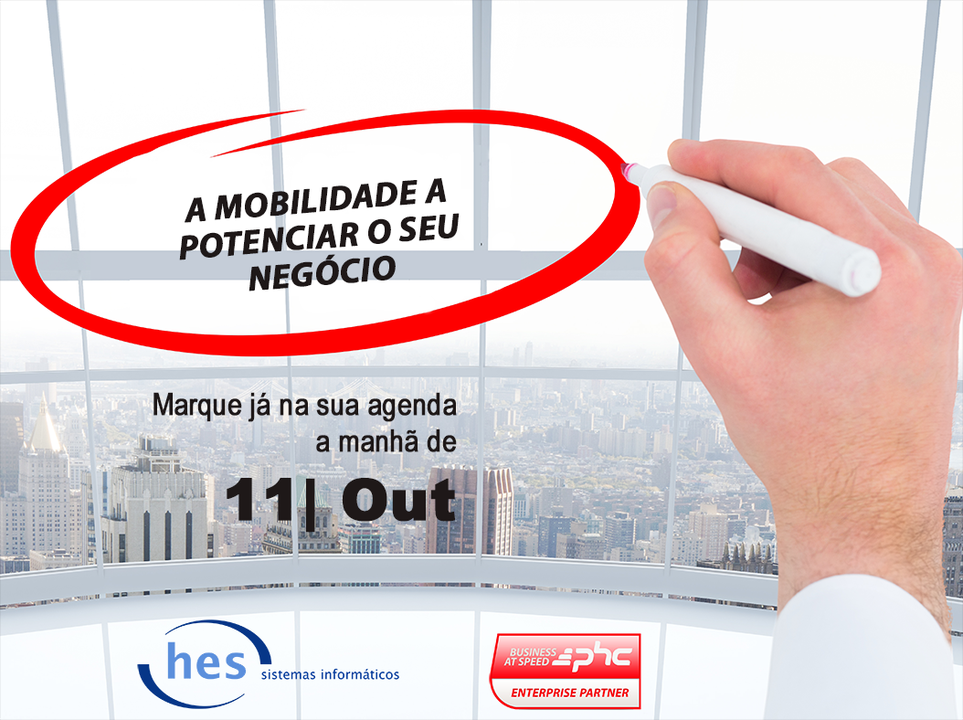 A MOBILIDADE A
POTENCIAR O SEU
NEGÓCIO
Marque já na sua agenda
a manhã de
11| Out
hes sistemas informáticos
BUSINESS
AT SPEED
phc
ENTERPRISE PARTNER